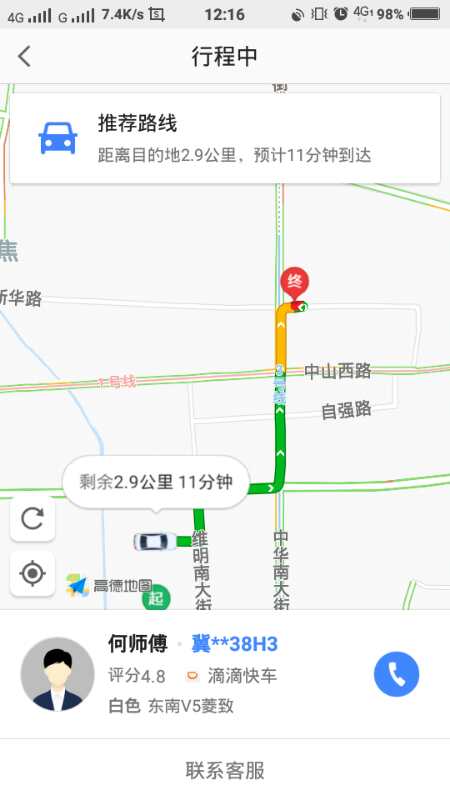 4G G 7.4K/s 12:16 4G 98%
行程中
推荐路线
距离目的地2.9公里，预计11分钟到达
焦
新华路
终
1号线
中山西路
自强路
剩余2.9公里 11分钟
维明南大街
中华南大街
高德地图
起
何师傅 · 冀**38H3
评分4.8 滴滴快车
白色 东南V5菱致
联系客服